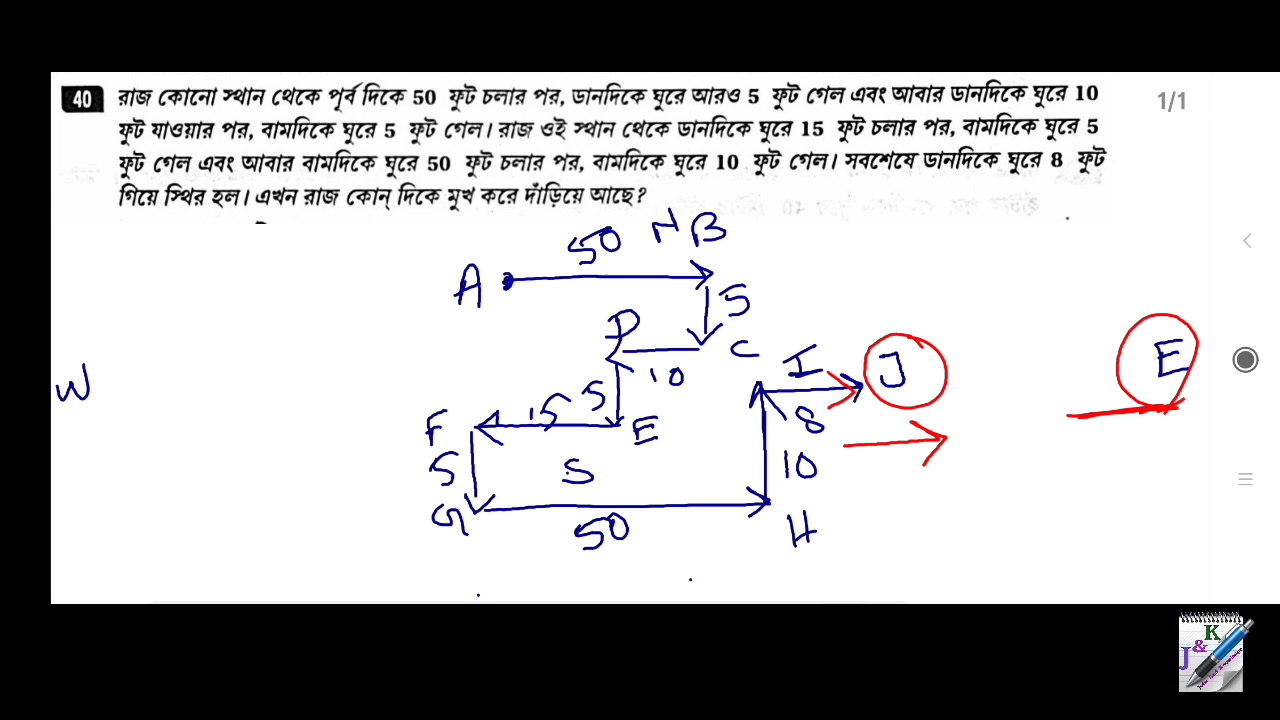 40 রাজ কোনো স্থান থেকে পূর্ব দিকে 50 ফুট চলার পর, ডানদিকে ঘুরে আরও 5 ফুট গেল এবং আবার ডানদিকে ঘুরে 10
1/1
ফুট যাওয়ার পর, বামদিকে ঘুরে 5 ফুট গেল। রাজ ওই স্থান থেকে ডানদিকে ঘুরে 15 ফুট চলার পর, বামদিকে ঘুরে 5
ফুট গেল এবং আবার বামদিকে ঘুরে 50 ফুট চলার পর, বামদিকে ঘুরে 10 ফুট গেল। সবশেষে ডানদিকে ঘুরে 8 ফুট
গিয়ে স্থির হল। এখন রাজ কোন্ দিকে মুখ করে দাঁড়িয়ে আছে?
50 N B
A
5
D
C
10
I J
E
W
5
8
F 15 E
5 S 10
G
50 H
J & K